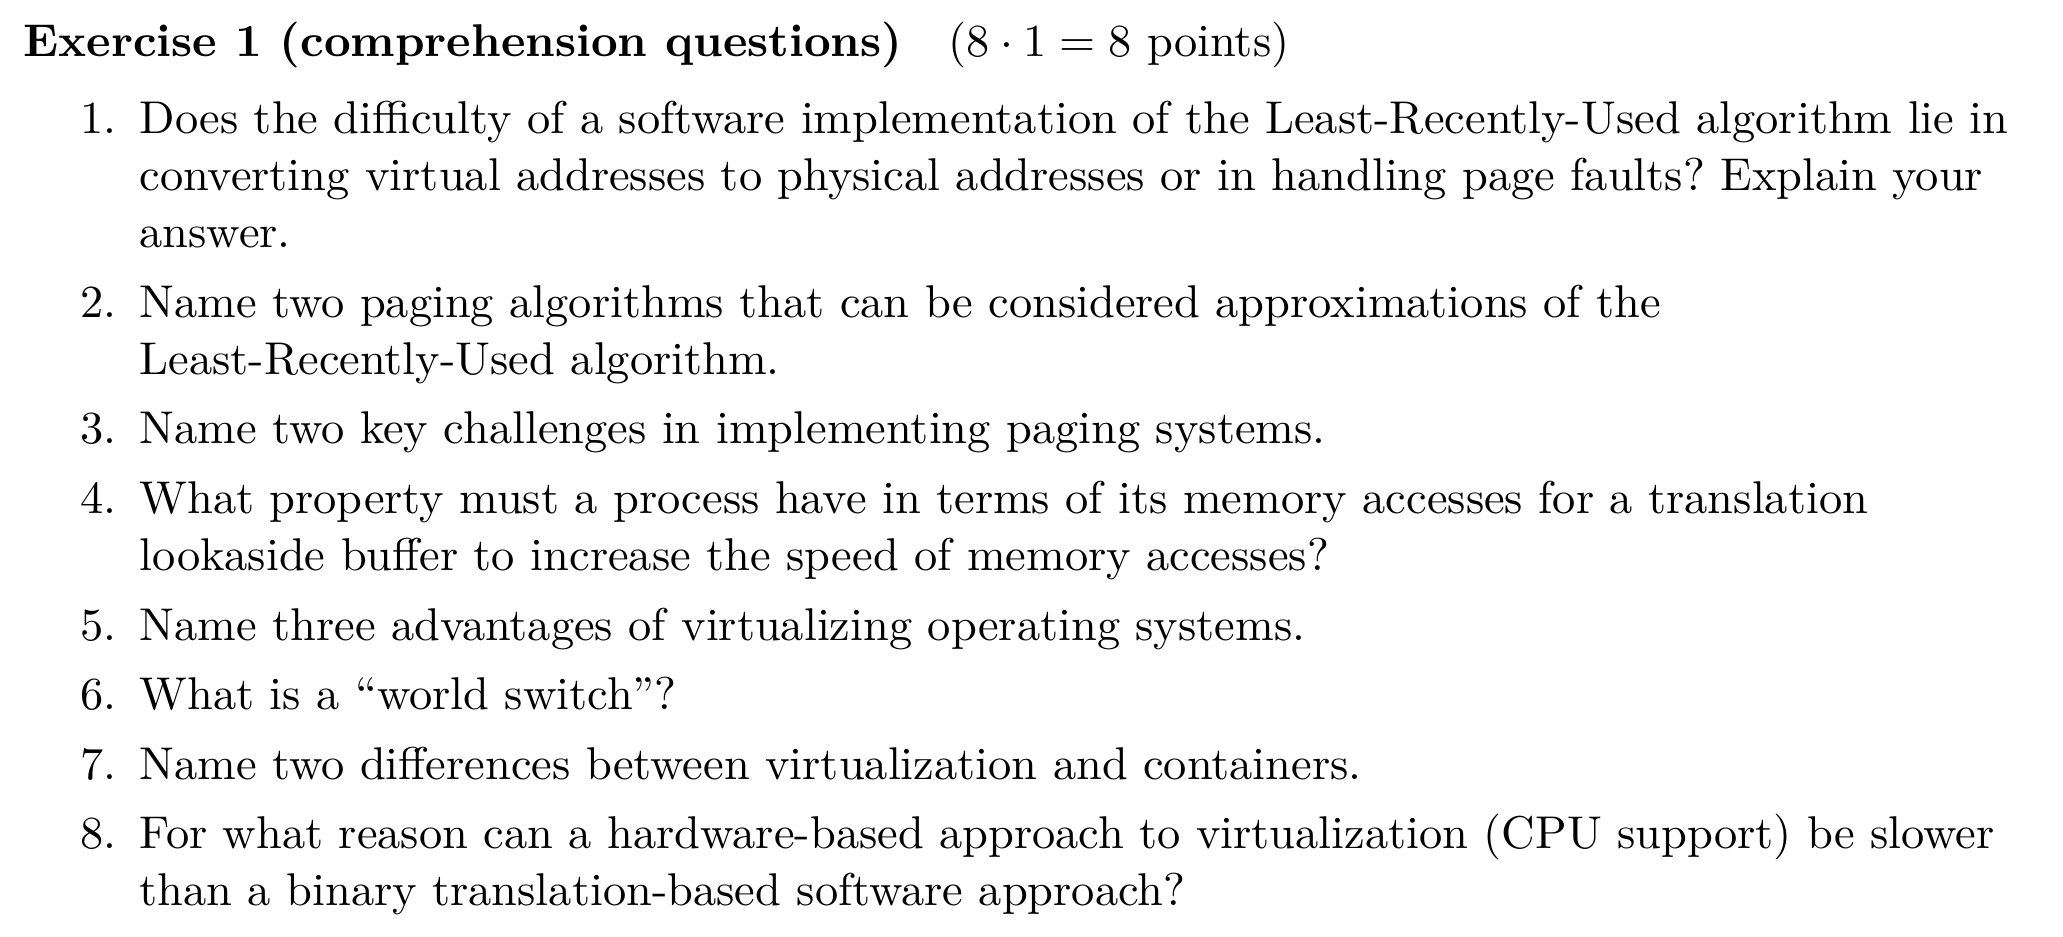 Exercise 1 (comprehension questions) (8 · 1 = 8 points)
1. Does the difficulty of a software implementation of the Least-Recently-Used algorithm lie in
converting virtual addresses to physical addresses or in handling page faults? Explain your
answer.
2. Name two paging algorithms that can be considered approximations of the
Least-Recently-Used algorithm.
3. Name two key challenges in implementing paging systems.
4. What property must a process have in terms of its memory accesses for a translation
lookaside buffer to increase the speed of memory accesses?
5. Name three advantages of virtualizing operating systems.
6. What is a “world switch”?
7. Name two differences between virtualization and containers.
8. For what reason can a hardware-based approach to virtualization (CPU support) be slower
than a binary translation-based software approach?